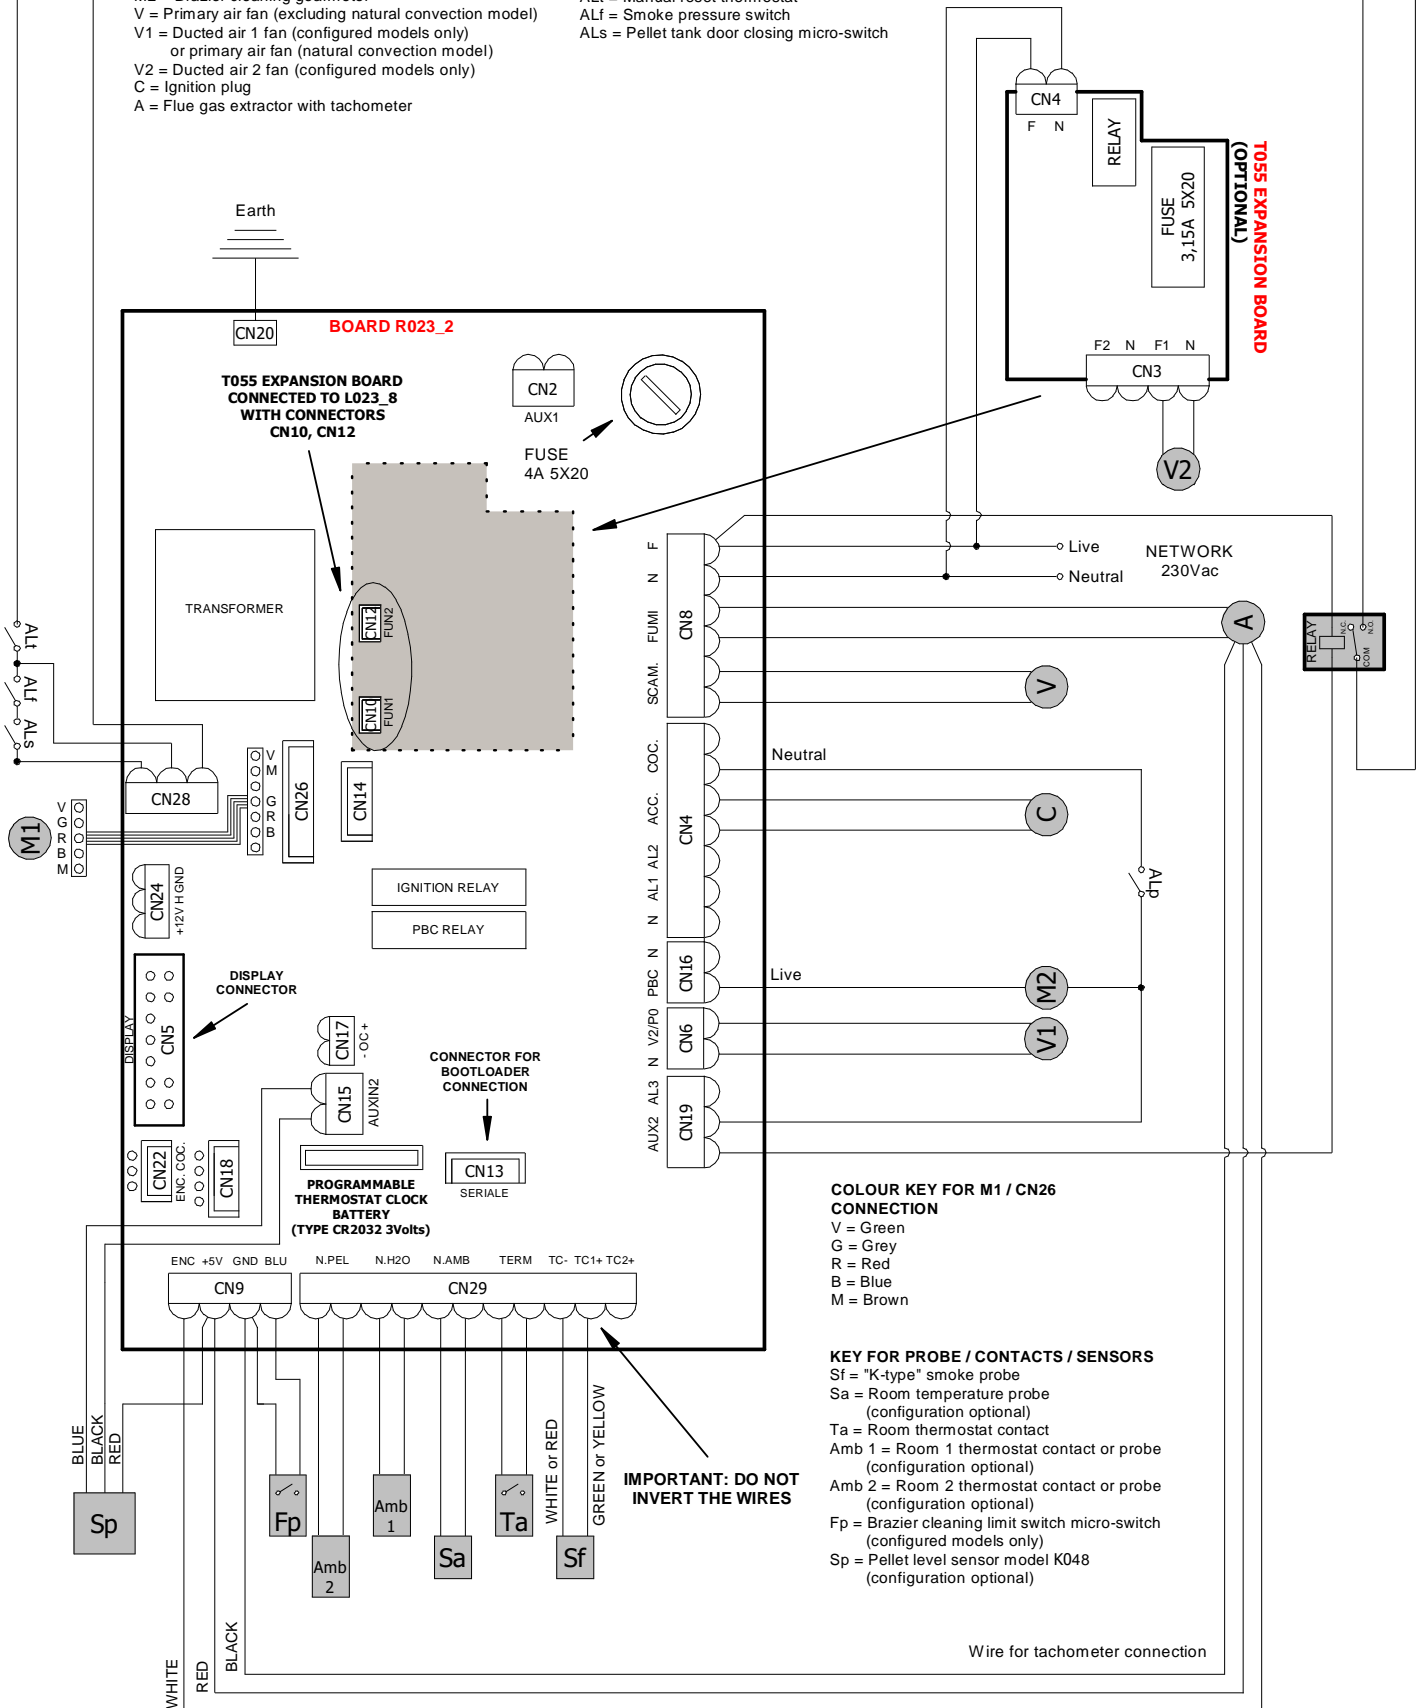 V = Primary air fan (excluding natural convection model)
V1 = Ducted air 1 fan (configured models only)
or primary air fan (natural convection model)
V2 = Ducted air 2 fan (configured models only)
C = Ignition plug
A = Flue gas extractor with tachometer
ALf = Smoke pressure switch
ALs = Pellet tank door closing micro-switch
CN4
F N
RELAY
FUSE
3,15A 5X20
T055 EXPANSION BOARD
(OPTIONAL)
F2 N F1 N
CN3
V2
Earth
CN20
BOARD R023_2
T055 EXPANSION BOARD
CONNECTED TO L023_8
WITH CONNECTORS
CN10, CN12
CN2
AUX1
FUSE
4A 5X20
TRANSFORMER
CN12
FUN2
CN10
FUN1
F
N
FUMI
SCAM.
CN8
Live
Neutral
NETWORK
230Vac
A
V
RELAY
N.C.
N.O.
COM
ALt
ALf
ALs
CN28
V
M
G
R
B
CN26
CN14
M1
V
G
R
B
M
COC.
ACC.
AL2
AL1
N
CN4
Neutral
C
ALp
IGNITION RELAY
PBC RELAY
CN24
+12V H GND
N
PBC
CN16
Live
M2
DISPLAY
CN5
DISPLAY
CONNECTOR
V2/P0
N
CN6
V1
CN17
- OC +
CN15
AUXIN2
CONNECTOR FOR
BOOTLOADER
CONNECTION
AL3
AUX2
CN19
CN22
ENC. COC.
CN18
CN13
SERIALE
PROGRAMMABLE
THERMOSTAT CLOCK
BATTERY
(TYPE CR2032 3Volts)
ENC +5V GND BLU
CN9
N.PEL N.H2O N.AMB TERM TC- TC1+ TC2+
CN29
COLOUR KEY FOR M1 / CN26
CONNECTION
V = Green
G = Grey
R = Red
B = Blue
M = Brown
KEY FOR PROBE / CONTACTS / SENSORS
Sf = "K-type" smoke probe
Sa = Room temperature probe
(configuration optional)
Ta = Room thermostat contact
Amb 1 = Room 1 thermostat contact or probe
(configuration optional)
Amb 2 = Room 2 thermostat contact or probe
(configuration optional)
Fp = Brazier cleaning limit switch micro-switch
(configured models only)
Sp = Pellet level sensor model K048
(configuration optional)
BLUE
BLACK
RED
Sp
Fp
Amb
2
Amb
1
Sa
Ta
WHITE or RED
Sf
GREEN or YELLOW
IMPORTANT: DO NOT
INVERT THE WIRES
WHITE
RED
BLACK
Wire for tachometer connection